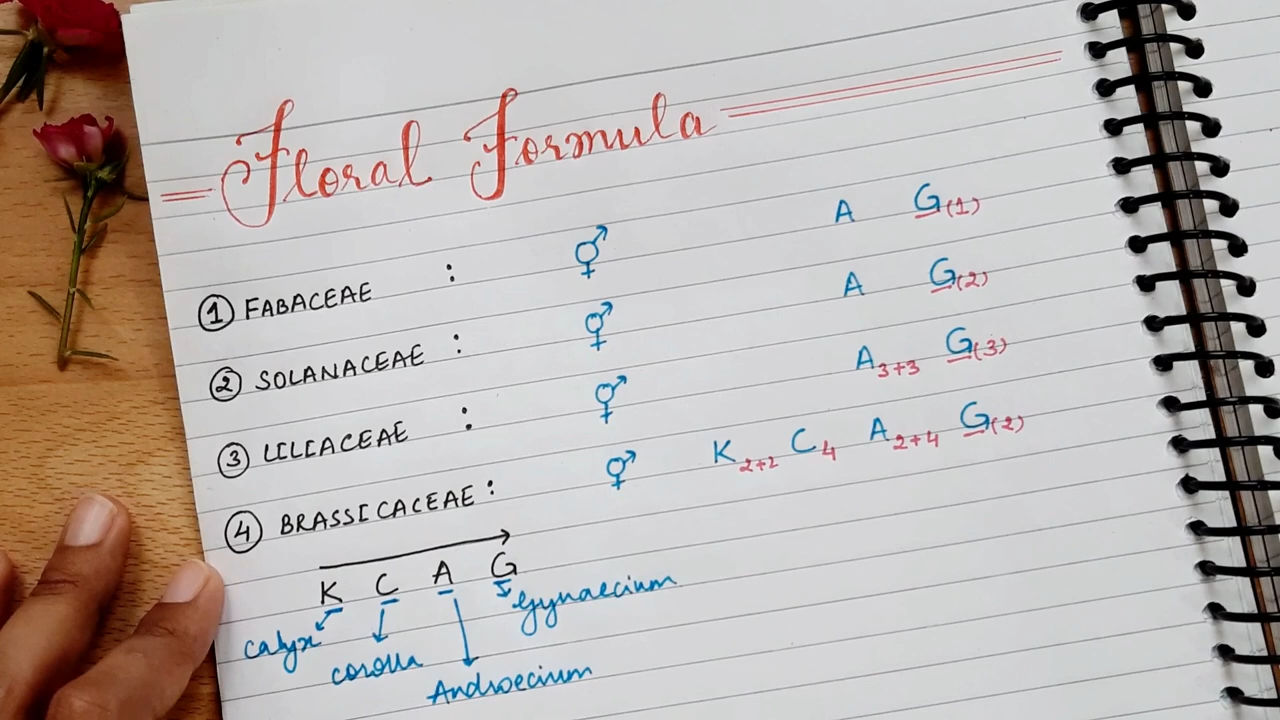 Floral Formula
① FABACEAE : ⚥ A G(1)
② SOLANACEAE : ⚥ A G(2)
③ LILIACEAE : ⚥ A3+3 G(3)
④ BRASSICACEAE : ⚥ K2+2 C4 A2+4 G(2)
K C A G
calyx corolla Androecium Gynaecium